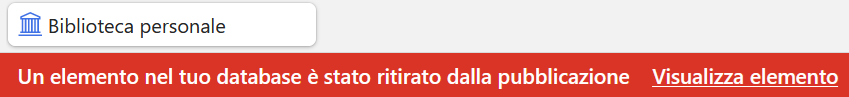 Biblioteca personale
Un elemento nel tuo database è stato ritirato dalla pubblicazione Visualizza elemento